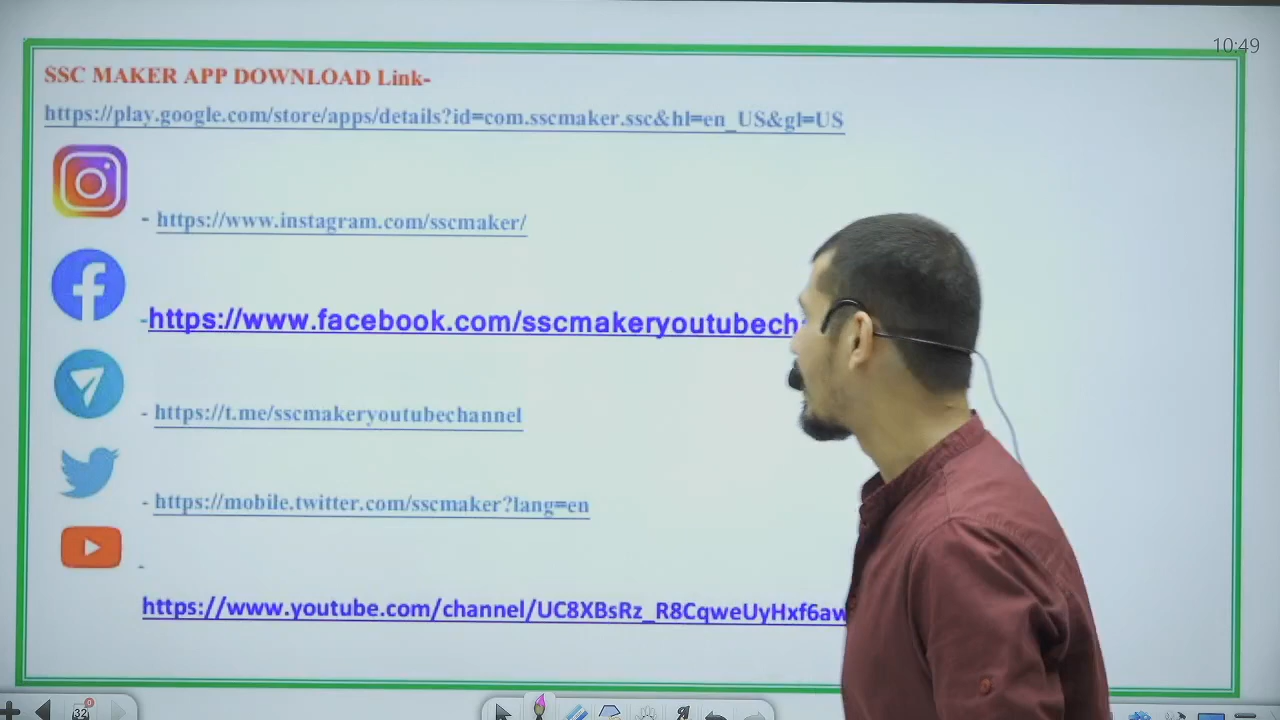 10:49
SSC MAKER APP DOWNLOAD Link-
https://play.google.com/store/apps/details?id=com.sscmaker.ssc&hl=en_US&gl=US
- https://www.instagram.com/sscmaker/
-https://www.facebook.com/sscmakeryoutubech
- https://t.me/sscmakeryoutubechannel
- https://mobile.twitter.com/sscmaker?lang=en
-
https://www.youtube.com/channel/UC8XBsRz_R8CqweUyHxf6aw
32